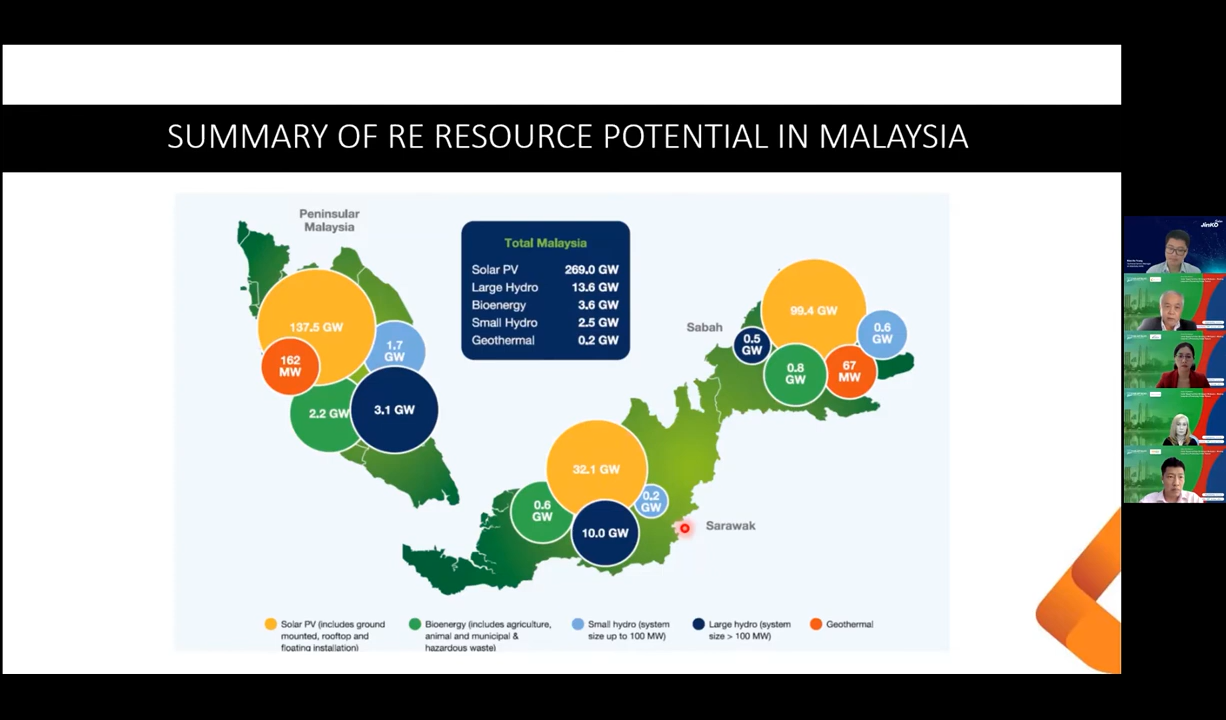 SUMMARY OF RE RESOURCE POTENTIAL IN MALAYSIA
Peninsular
Malaysia
Total Malaysia
Solar PV 269.0 GW
Large Hydro 13.6 GW
Bioenergy 3.6 GW
Small Hydro 2.5 GW
Geothermal 0.2 GW
137.5 GW
162
MW
1.7
GW
2.2 GW
3.1 GW
Sabah
99.4 GW
0.5
GW
0.6
GW
0.8
GW
67
MW
32.1 GW
0.6
GW
0.2
GW
10.0 GW
Sarawak
Solar PV (includes ground
mounted, rooftop and
floating installation)
Bioenergy (includes agriculture,
animal and municipal &
hazardous waste)
Small hydro (system
size up to 100 MW)
Large hydro (system
size > 100 MW)
Geothermal
JinKO